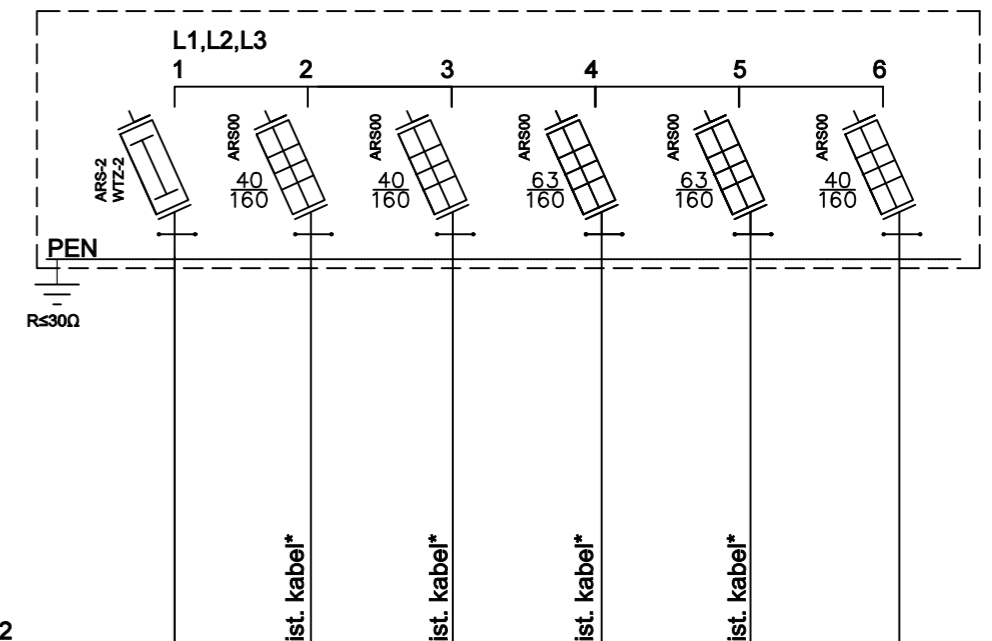 L1,L2,L3
1 2 3 4 5 6
ARS-2
WTZ-2
ARS00
40
160
ARS00
40
160
ARS00
63
160
ARS00
63
160
ARS00
40
160
PEN
R≤30Ω
ist. kabel*
ist. kabel*
ist. kabel*
ist. kabel*
2